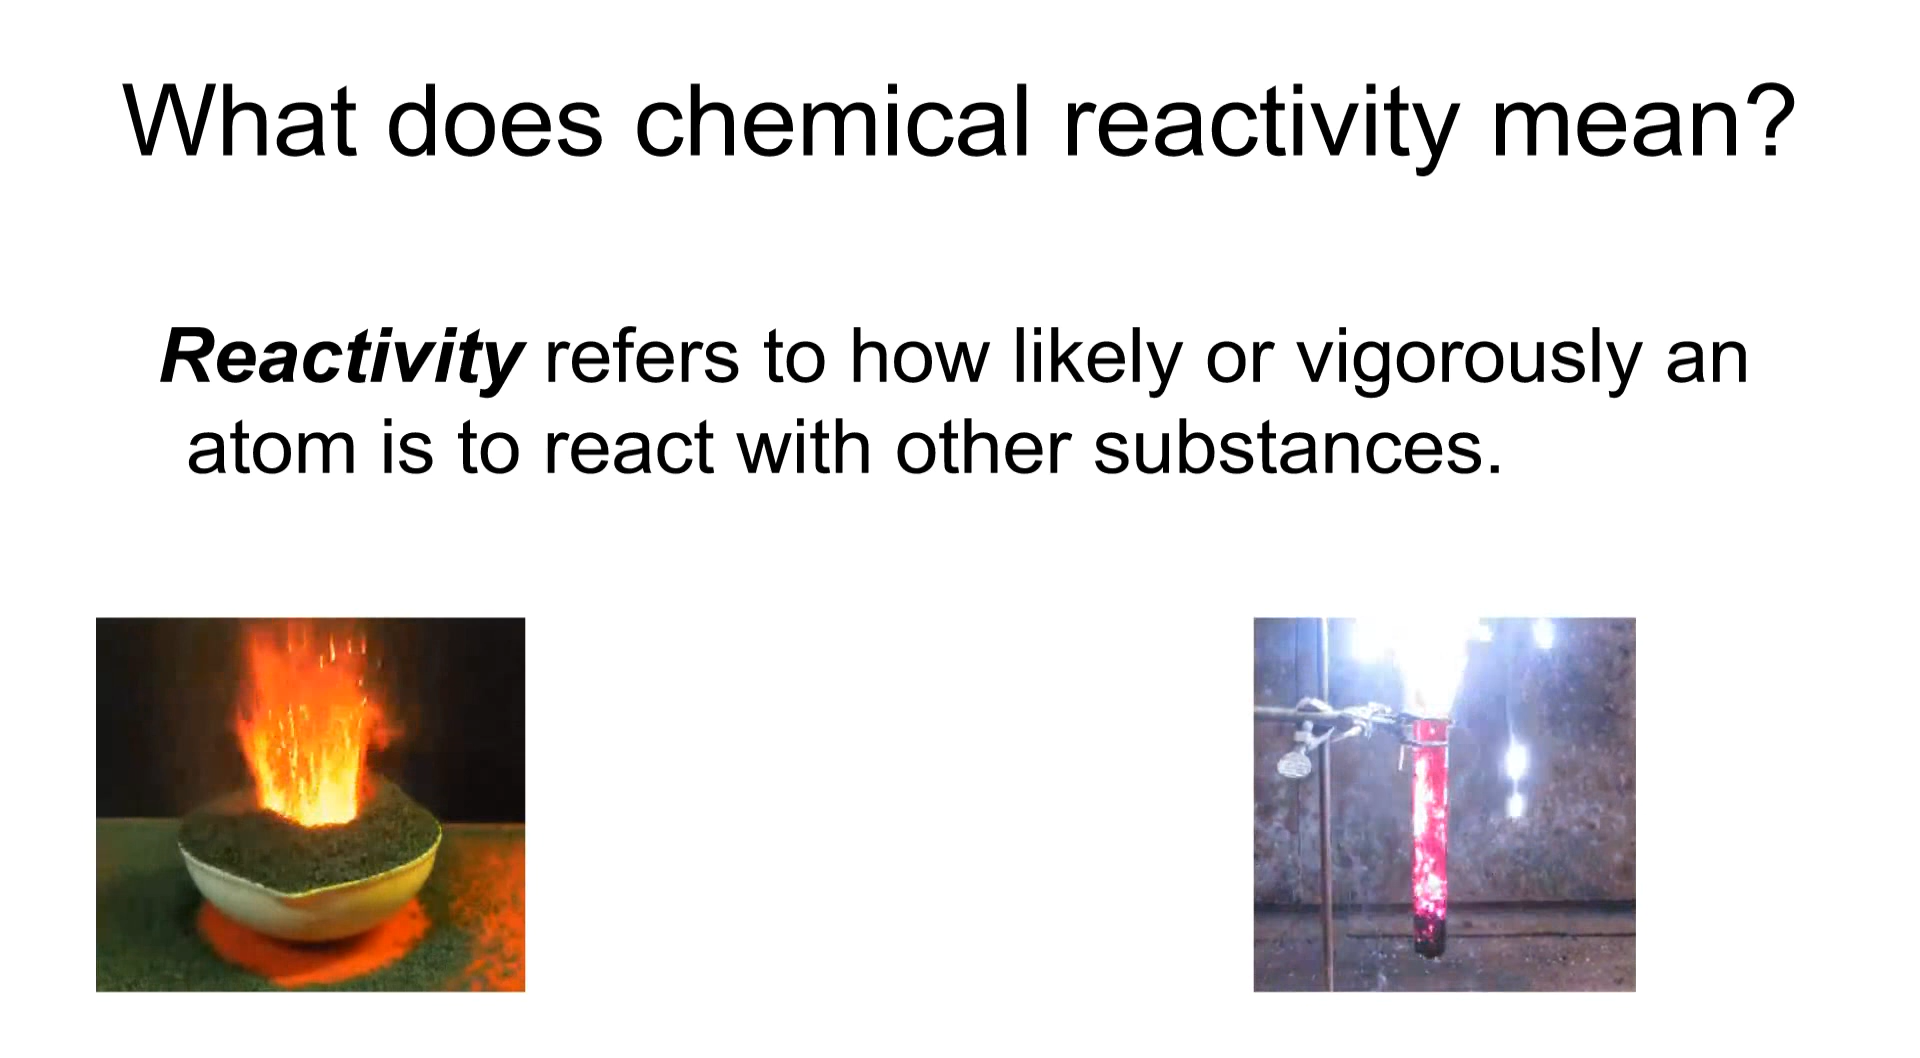 What does chemical reactivity mean?
Reactivity refers to how likely or vigorously an
atom is to react with other substances.